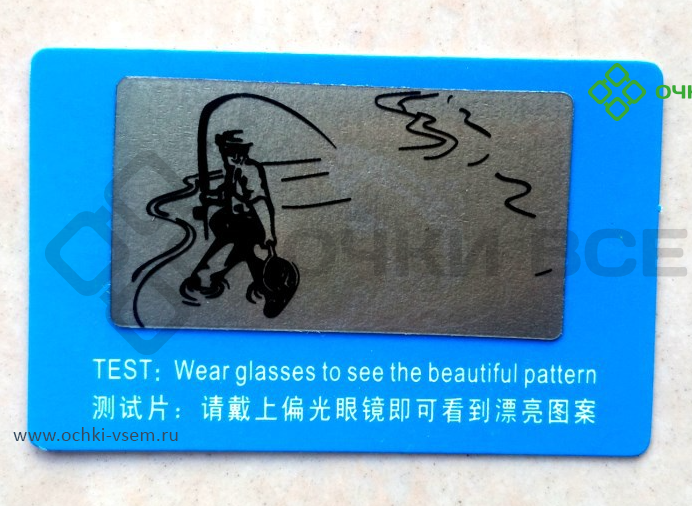 ОЧК
ОЧКИ ВСЕ
TEST: Wear glasses to see the beautiful pattern
测试片：请戴上偏光眼镜即可看到漂亮图案
www.ochki-vsem.ru